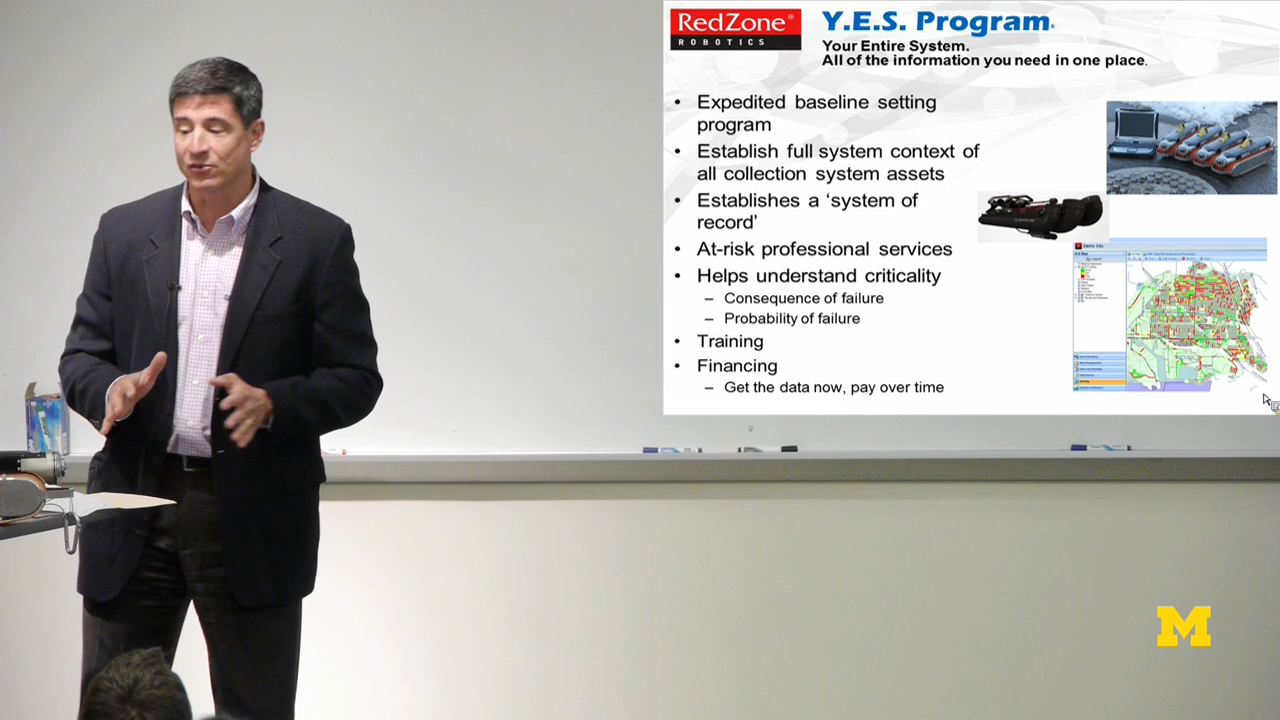 RedZone®
ROBOTICS
Y.E.S. Program®
Your Entire System.
All of the information you need in one place.
• Expedited baseline setting
program
• Establish full system context of
all collection system assets
• Establishes a ‘system of
record’
• At-risk professional services
• Helps understand criticality
– Consequence of failure
– Probability of failure
• Training
• Financing
– Get the data now, pay over time
M